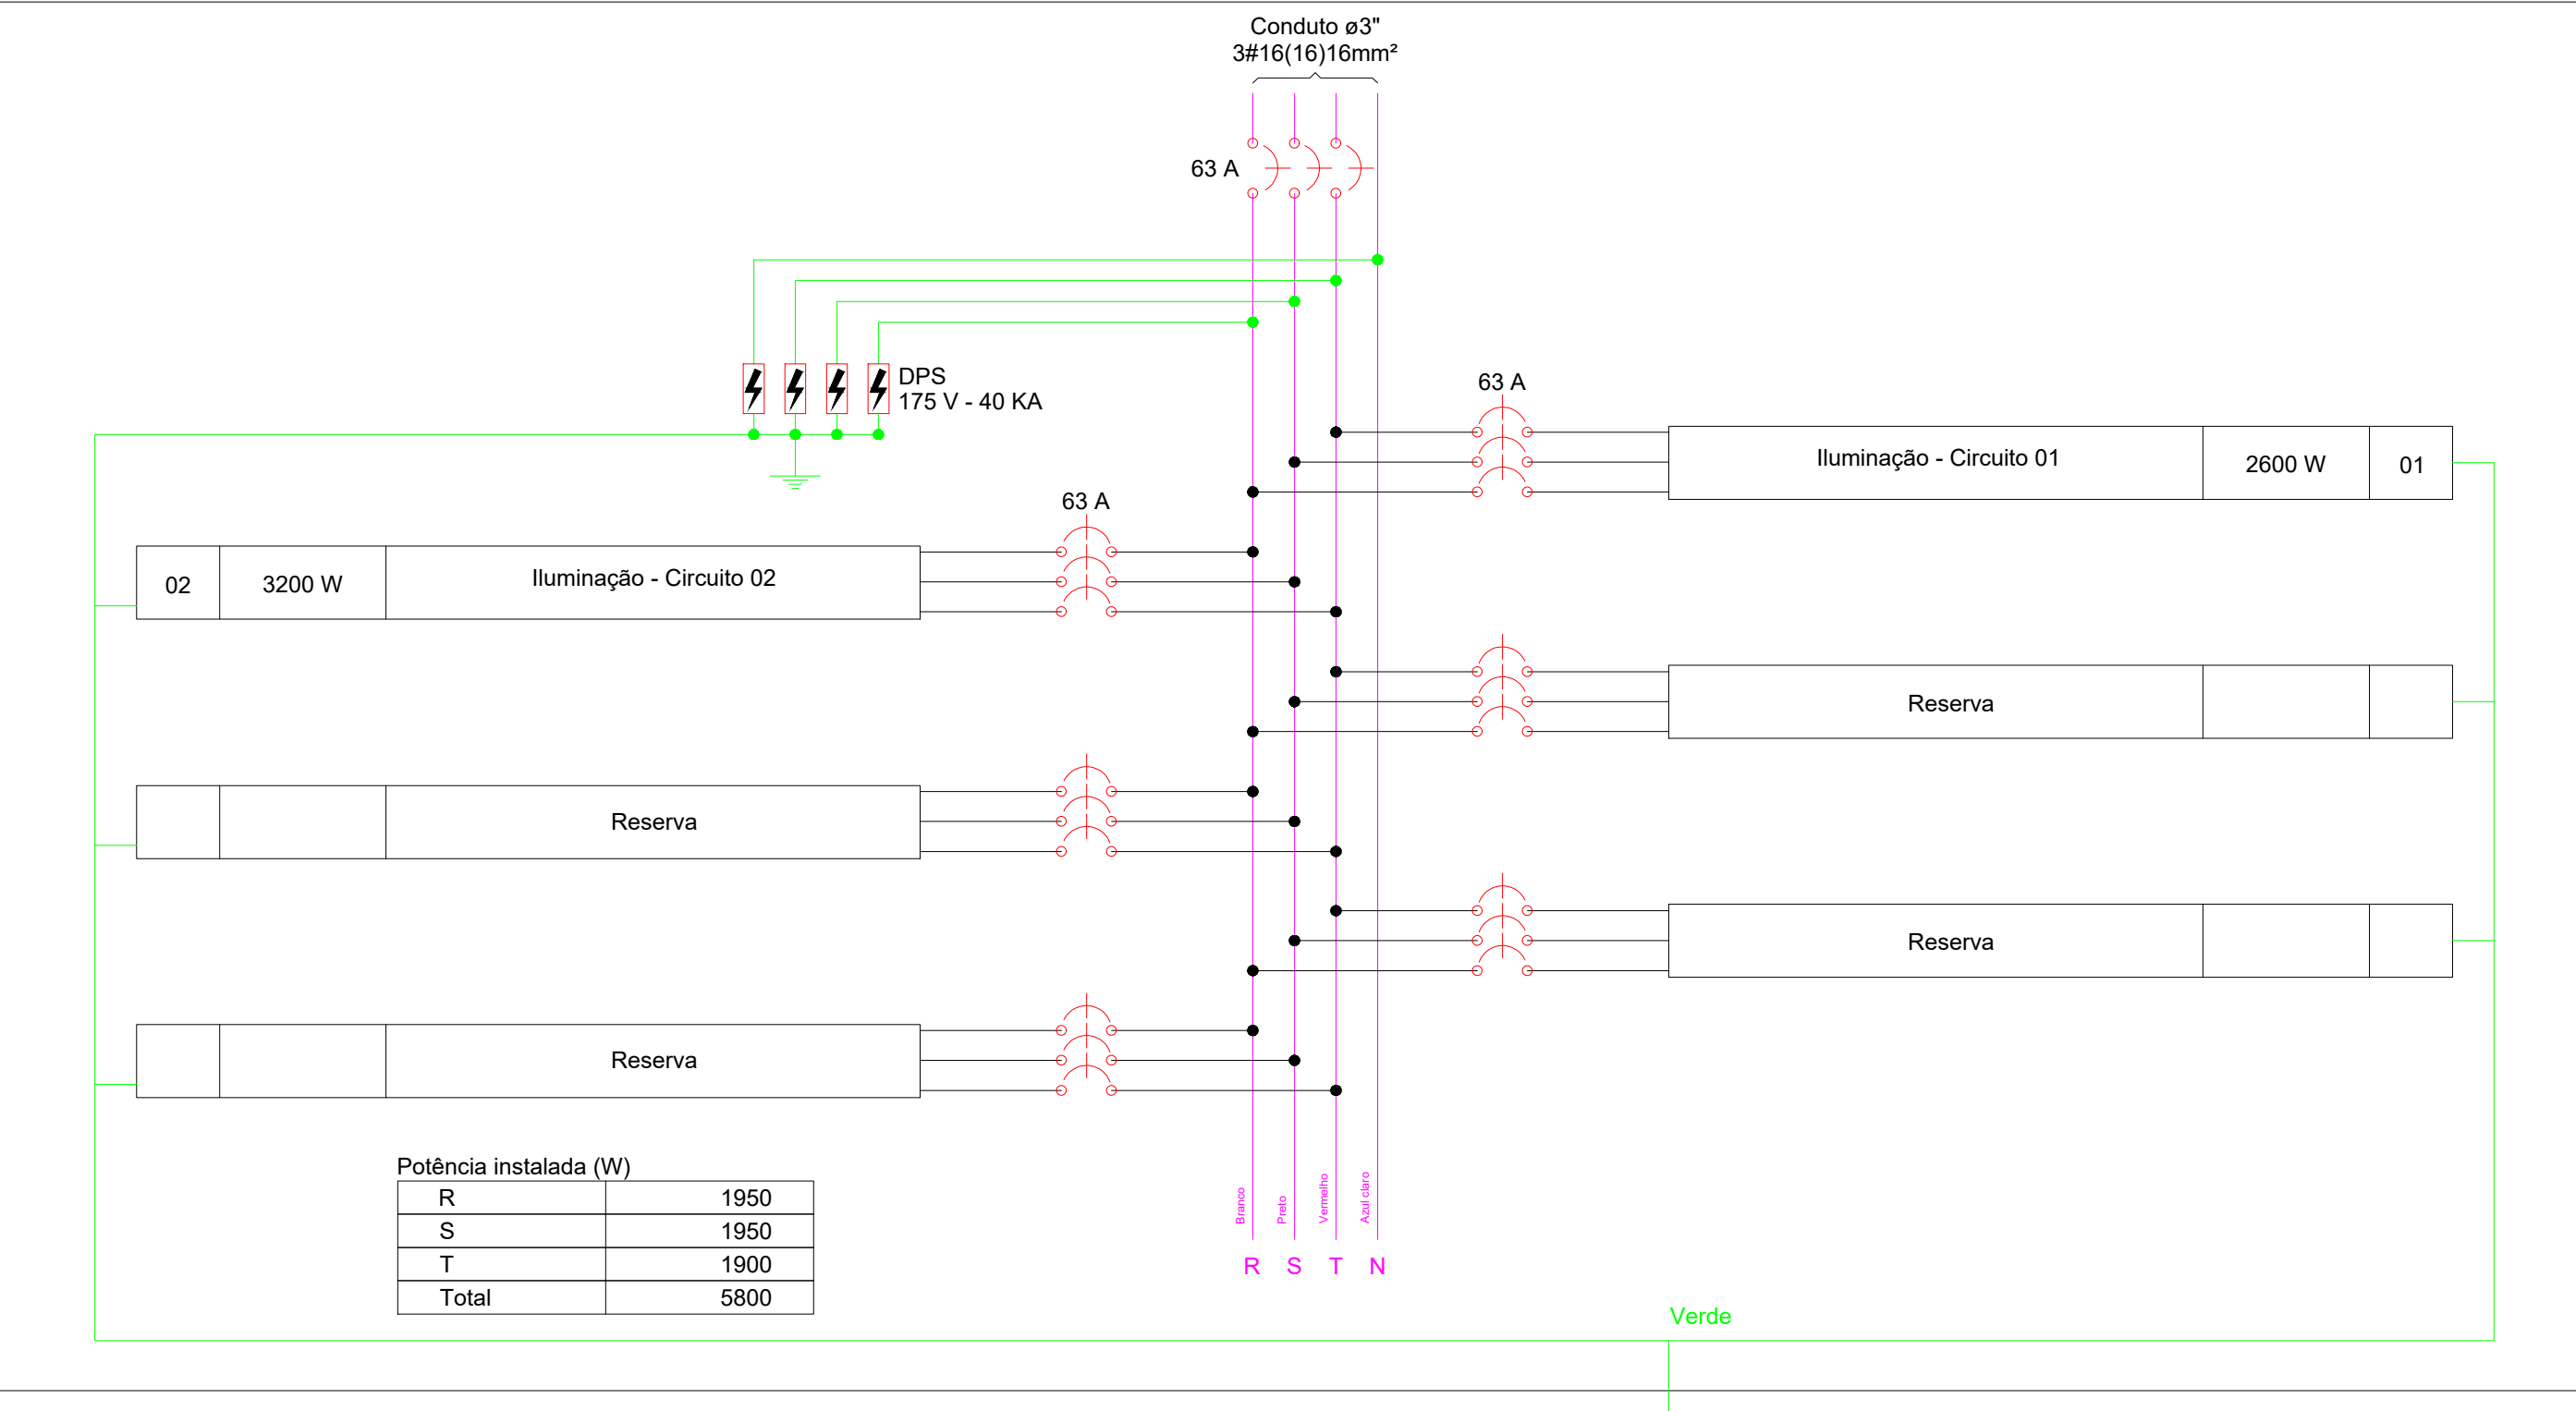 Conduto ø3"
3#16(16)16mm²
63 A
DPS
175 V - 40 KA
63 A
Iluminação - Circuito 01
2600 W
01
63 A
02
3200 W
Iluminação - Circuito 02
Reserva
Reserva
Reserva
Reserva
Potência instalada (W)
R 1950
S 1950
T 1900
Total 5800
Branco
Preto
Vermelho
Azul claro
R S T N
Verde